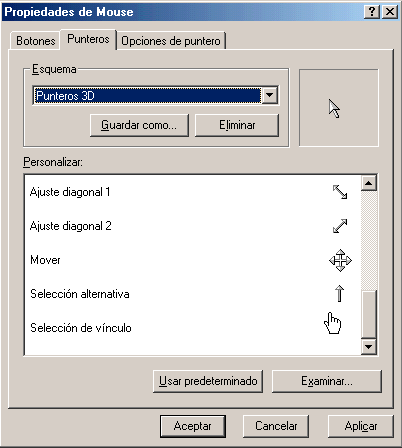 Propiedades de Mouse
Botones Punteros Opciones de puntero
Esquema
Punteros 3D
Guardar como... Eliminar
Personalizar:
Ajuste diagonal 1
Ajuste diagonal 2
Mover
Selección alternativa
Selección de vínculo
Usar predeterminado Examinar...
Aceptar Cancelar Aplicar